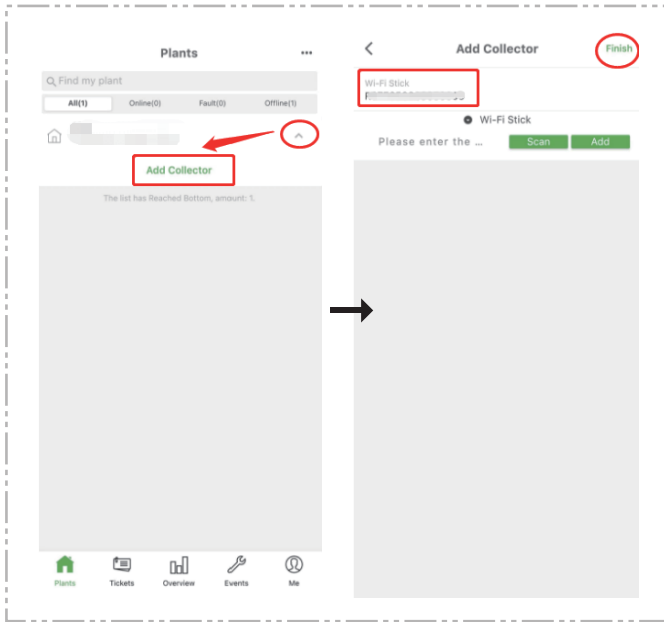 Plants
Find my plant
All(1) Online(0) Fault(0) Offline(1)
Add Collector
The list has Reached Bottom, amount: 1.
Plants Tickets Overview Events Me
Add Collector Finish
Wi-Fi Stick
Wi-Fi Stick
Please enter the ... Scan Add